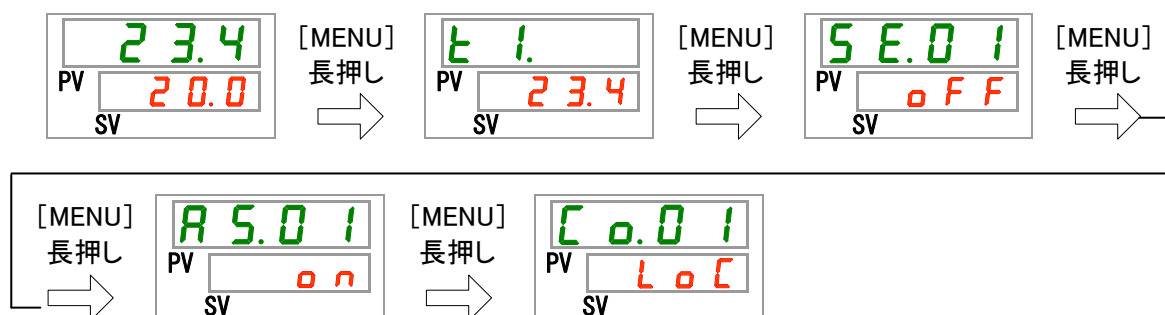 23.4
PV
20.0
SV
[MENU]
長押し
t1.
PV
23.4
SV
[MENU]
長押し
SE.01
PV
oFF
SV
[MENU]
長押し
[MENU]
長押し
AS.01
PV
on
SV
[MENU]
長押し
Co.01
PV
LoC
SV